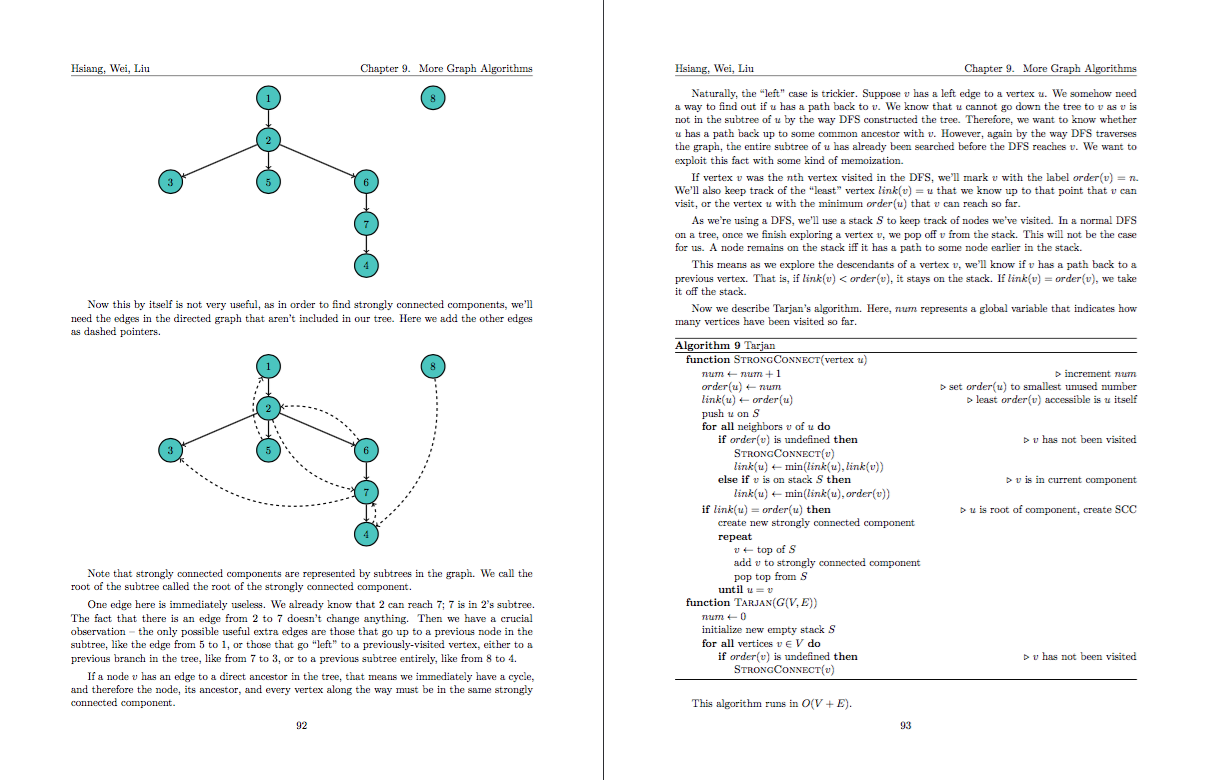 Hsiang, Wei, Liu Chapter 9. More Graph Algorithms
1
8
2
3
5
6
7
4
Now this by itself is not very useful, as in order to find strongly connected components, we'll
need the edges in the directed graph that aren't included in our tree. Here we add the other edges
as dashed pointers.
1
8
2
3
5
6
7
4
Note that strongly connected components are represented by subtrees in the graph. We call the
root of the subtree called the root of the strongly connected component.
One edge here is immediately useless. We already know that 2 can reach 7; 7 is in 2's subtree.
The fact that there is an edge from 2 to 7 doesn't change anything. Then we have a crucial
observation – the only possible useful extra edges are those that go up to a previous node in the
subtree, like the edge from 5 to 1, or those that go "left" to a previously-visited vertex, either to a
previous branch in the tree, like from 7 to 3, or to a previous subtree entirely, like from 8 to 4.
If a node v has an edge to a direct ancestor in the tree, that means we immediately have a cycle,
and therefore the node, its ancestor, and every vertex along the way must be in the same strongly
connected component.
92
Hsiang, Wei, Liu Chapter 9. More Graph Algorithms
Naturally, the "left" case is trickier. Suppose v has a left edge to a vertex u. We somehow need
a way to find out if u has a path back to v. We know that u cannot go down the tree to v as v is
not in the subtree of u by the way DFS constructed the tree. Therefore, we want to know whether
u has a path back up to some common ancestor with v. However, again by the way DFS traverses
the graph, the entire subtree of u has already been searched before the DFS reaches v. We want to
exploit this fact with some kind of memoization.
If vertex v was the nth vertex visited in the DFS, we'll mark v with the label order(v) = n.
We'll also keep track of the "least" vertex link(v) = u that we know up to that point that v can
visit, or the vertex u with the minimum order(u) that v can reach so far.
As we're using a DFS, we'll use a stack S to keep track of nodes we've visited. In a normal DFS
on a tree, once we finish exploring a vertex v, we pop off v from the stack. This will not be the case
for us. A node remains on the stack iff it has a path to some node earlier in the stack.
This means as we explore the descendants of a vertex v, we'll know if v has a path back to a
previous vertex. That is, if link(v) < order(v), it stays on the stack. If link(v) = order(v), we take
it off the stack.
Now we describe Tarjan's algorithm. Here, num represents a global variable that indicates how
many vertices have been visited so far.
Algorithm 9 Tarjan
function STRONGCONNECT(vertex u)
num ← num + 1 ▷ increment num
order(u) ← num ▷ set order(u) to smallest unused number
link(u) ← order(u) ▷ least order(v) accessible is u itself
push u on S
for all neighbors v of u do
if order(v) is undefined then ▷ v has not been visited
STRONGCONNECT(v)
link(u) ← min(link(u), link(v))
else if v is on stack S then ▷ v is in current component
link(u) ← min(link(u), order(v))
if link(u) = order(u) then ▷ u is root of component, create SCC
create new strongly connected component
repeat
v ← top of S
add v to strongly connected component
pop top from S
until u = v
function TARJAN(G(V, E))
num ← 0
initialize new empty stack S
for all vertices v ∈ V do
if order(v) is undefined then ▷ v has not been visited
STRONGCONNECT(v)
This algorithm runs in O(V + E).
93